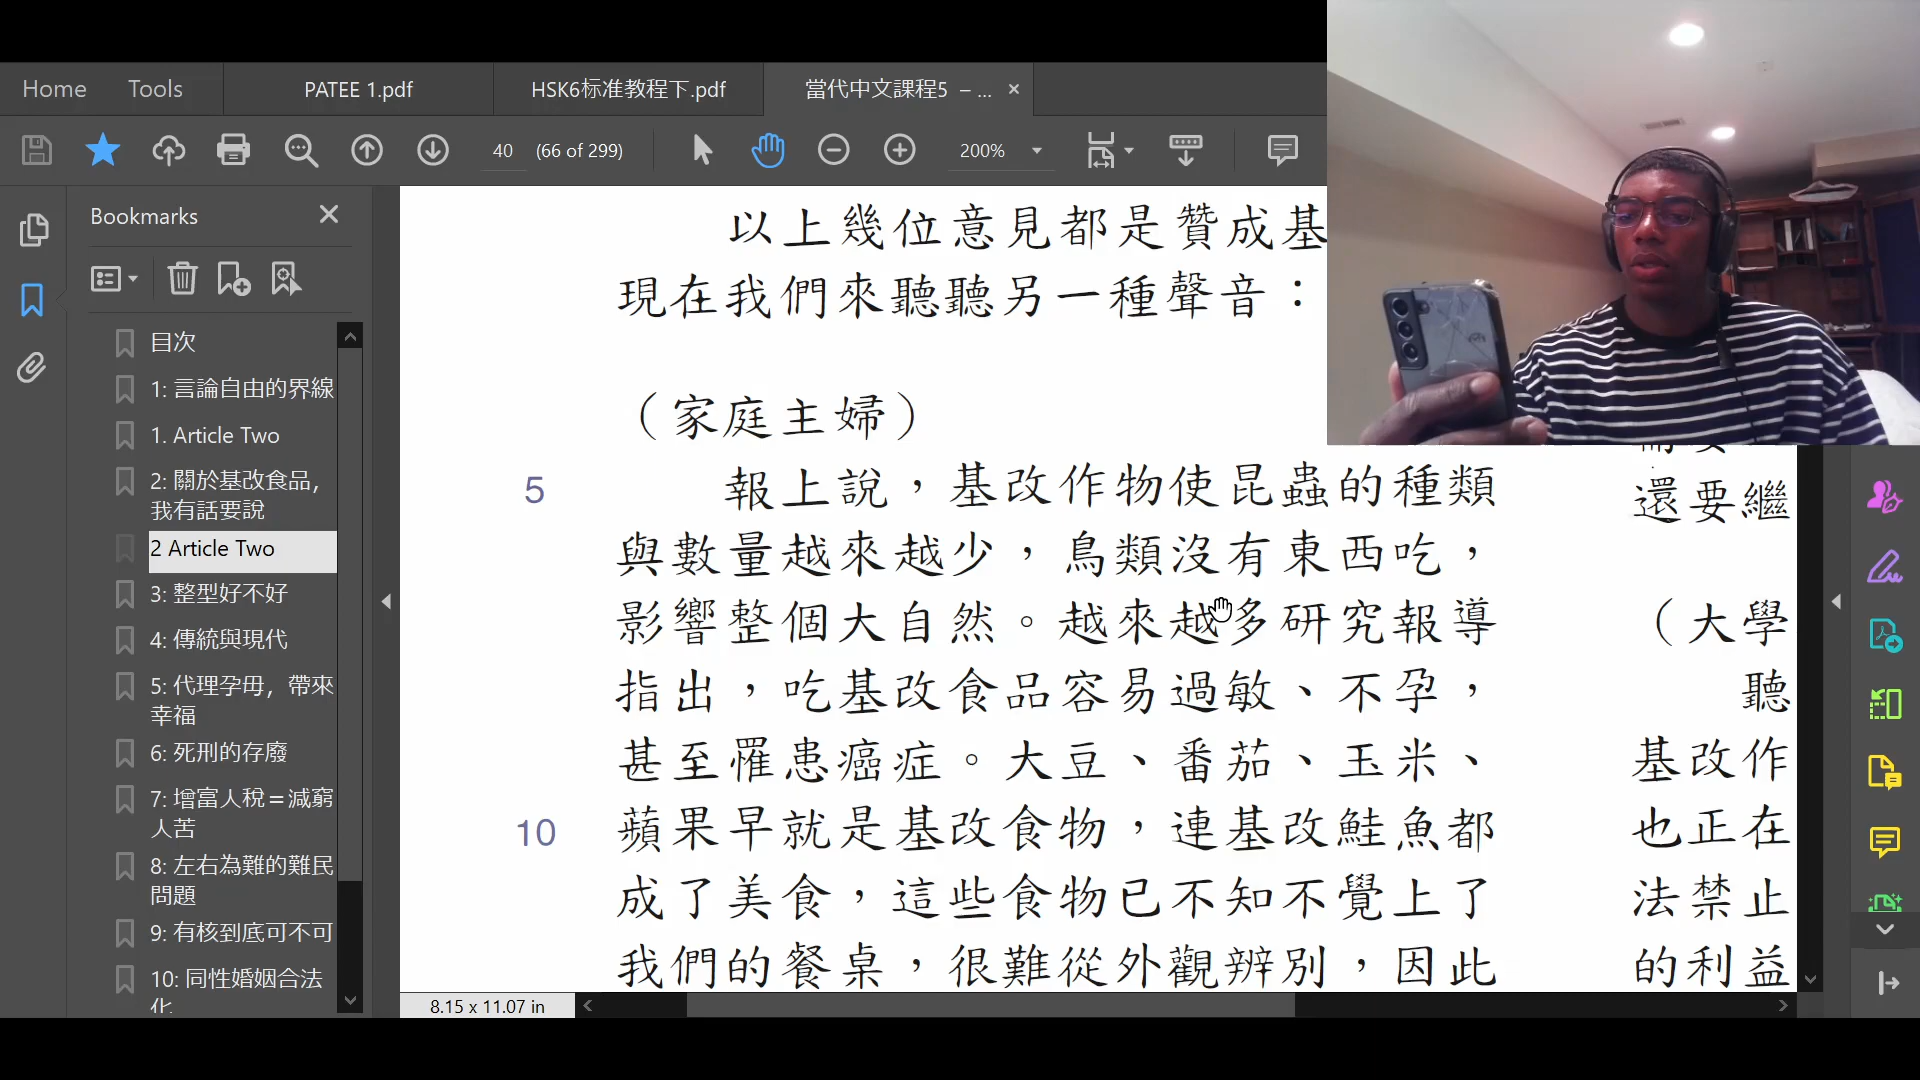 Home Tools PATEE 1.pdf HSK6标准教程下.pdf 當代中文課程5 – ... ×
40 (66 of 299) 200%
Bookmarks
目次
1: 言論自由的界線
1. Article Two
2: 關於基改食品，
我有話要說
2 Article Two
3: 整型好不好
4: 傳統與現代
5: 代理孕母，帶來
幸福
6: 死刑的存廢
7: 增富人稅＝減窮
人苦
8: 左右為難的難民
問題
9: 有核到底可不可
10: 同性婚姻合法
化
以上幾位意見都是贊成基
現在我們來聽聽另一種聲音：
（家庭主婦）
5 報上說，基改作物使昆蟲的種類
與數量越來越少，鳥類沒有東西吃，
影響整個大自然。越來越多研究報導
指出，吃基改食品容易過敏、不孕，
甚至罹患癌症。大豆、番茄、玉米、
10 蘋果早就是基改食物，連基改鮭魚都
成了美食，這些食物已不知不覺上了
我們的餐桌，很難從外觀辨別，因此
還要繼
（大學
聽
基改作
也正在
法禁止
的利益
8.15 x 11.07 in